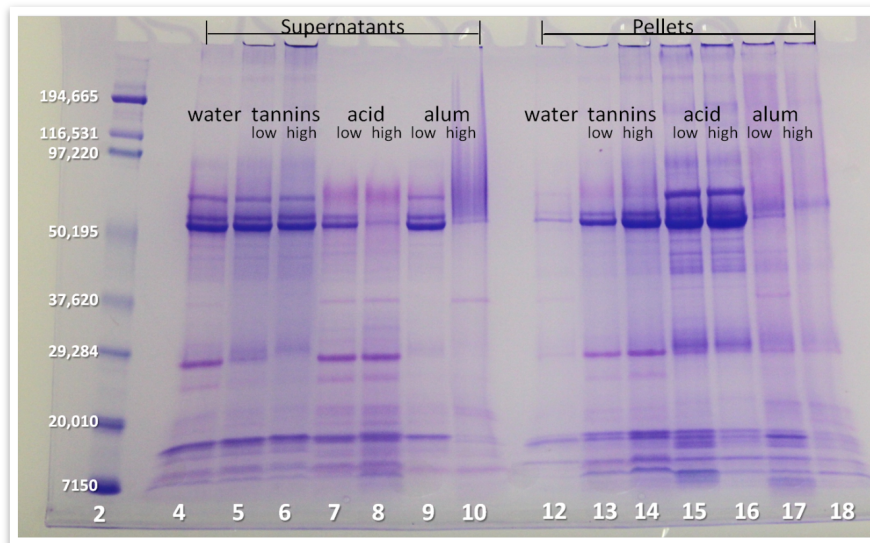 Supernatants Pellets
194,665
water tannins acid alum water tannins acid alum
low high low high low high low high low high low high
116,531
97,220
50,195
37,620
29,284
20,010
7150
2 4 5 6 7 8 9 10 12 13 14 15 16 17 18